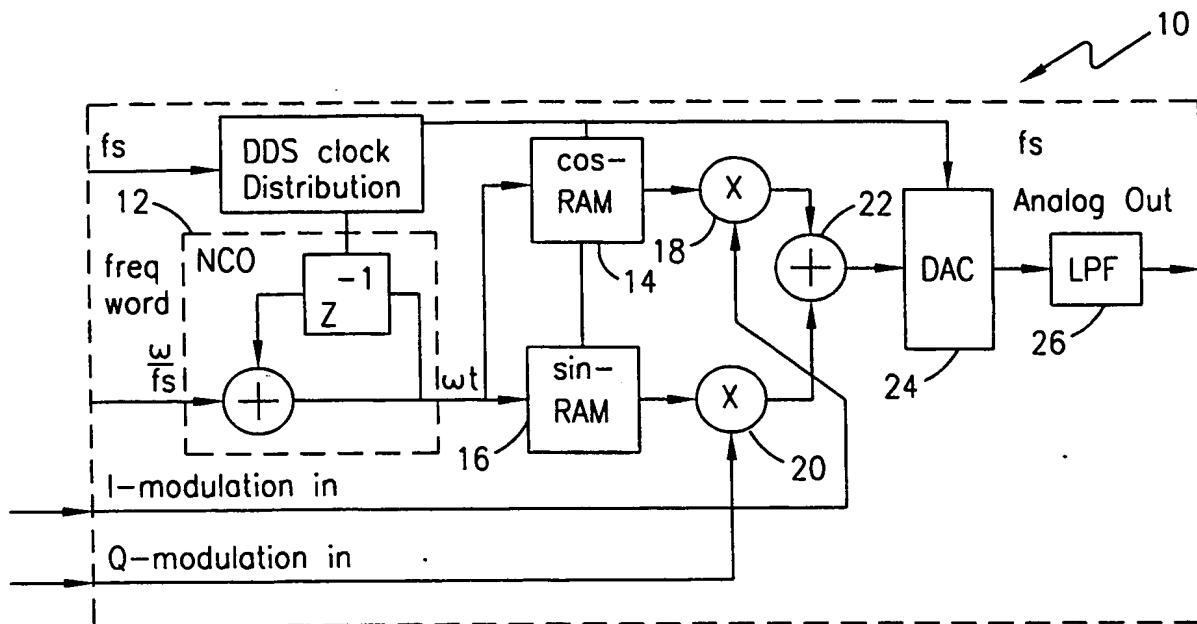 10
fs
DDS clock
Distribution
cos-
RAM
X
fs
12
18
22
Analog Out
NCO
freq
word
Z -1
14
+
DAC
LPF
ω
fs
+
ωt
sin-
RAM
X
24
26
16
20
I-modulation in
Q-modulation in